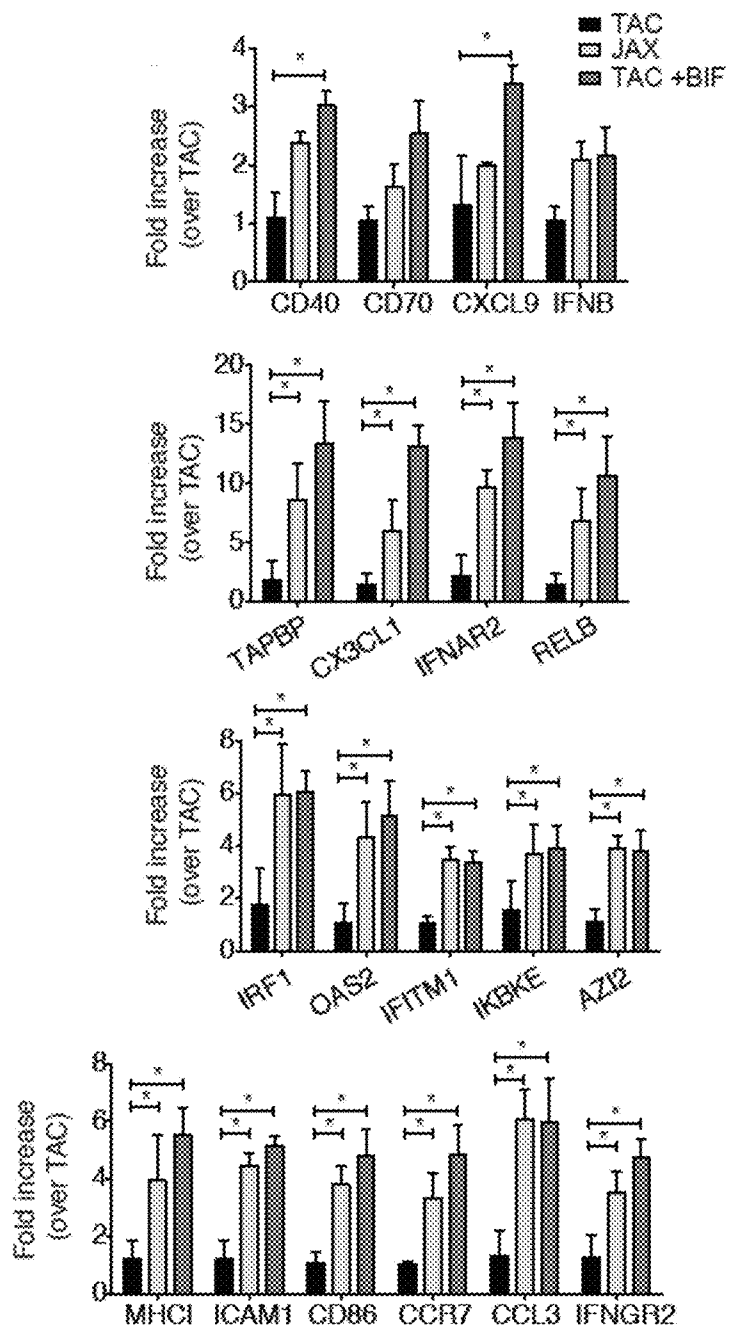 TAC
JAX
TAC +BIF
Fold increase
(over TAC)
4
3
2
1
0
*
*
CD40 CD70 CXCL9 IFNB
Fold increase
(over TAC)
20
15
10
5
0
* * * *
* * * *
TAPBP CX3CL1 IFNAR2 RELB
Fold increase
(over TAC)
8
6
4
2
0
* * * * *
* * * * *
IRF1 OAS2 IFITM1 IKBKE AZI2
Fold increase
(over TAC)
8
6
4
2
0
* * * * * *
* * * * * *
MHCI ICAM1 CD86 CCR7 CCL3 IFNGR2